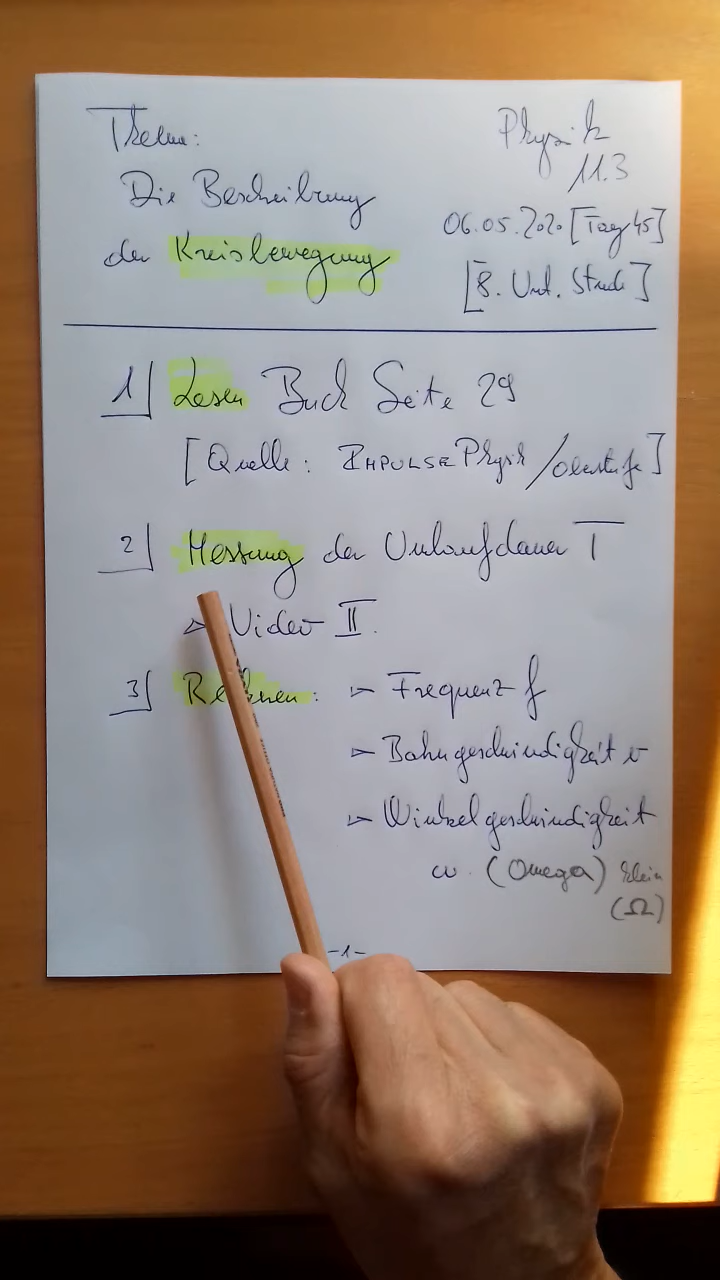 Thema:
Physik
11.3
Die Beschreibung
06.05.2020 [Tag 45]
der Kreisbewegung
[8. Unt. Stunde]
1) Lesen Buch Seite 29
[Quelle: IMPULSE Physik / Oberstufe]
2) Messung der Umlaufdauer T
▷ Video II.
3) Rechnen: ▷ Frequenz f
▷ Bahngeschwindigkeit v
▷ Winkelgeschwindigkeit
ω (Omega) klein
(Ω)
-1-